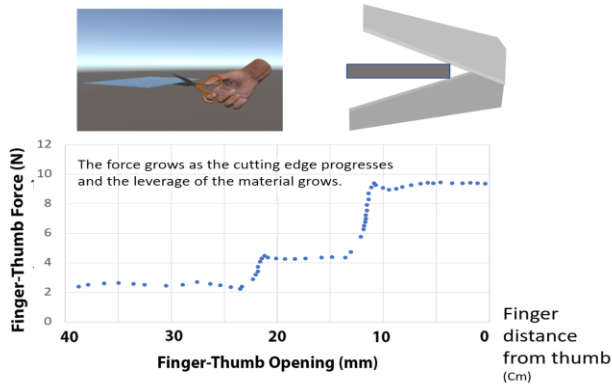 The force grows as the cutting edge progresses
and the leverage of the material grows.
Finger-Thumb Force (N)
12
10
8
6
4
2
0
40
30
20
10
0
Finger-Thumb Opening (mm)
Finger
distance
from thumb
(Cm)